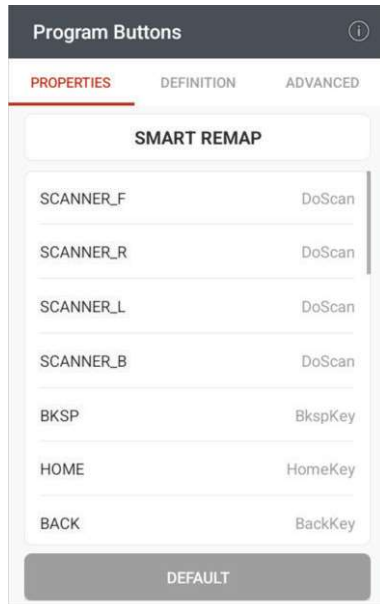 Program Buttons
PROPERTIES DEFINITION ADVANCED
SMART REMAP
SCANNER_F DoScan
SCANNER_R DoScan
SCANNER_L DoScan
SCANNER_B DoScan
BKSP BkspKey
HOME HomeKey
BACK BackKey
DEFAULT